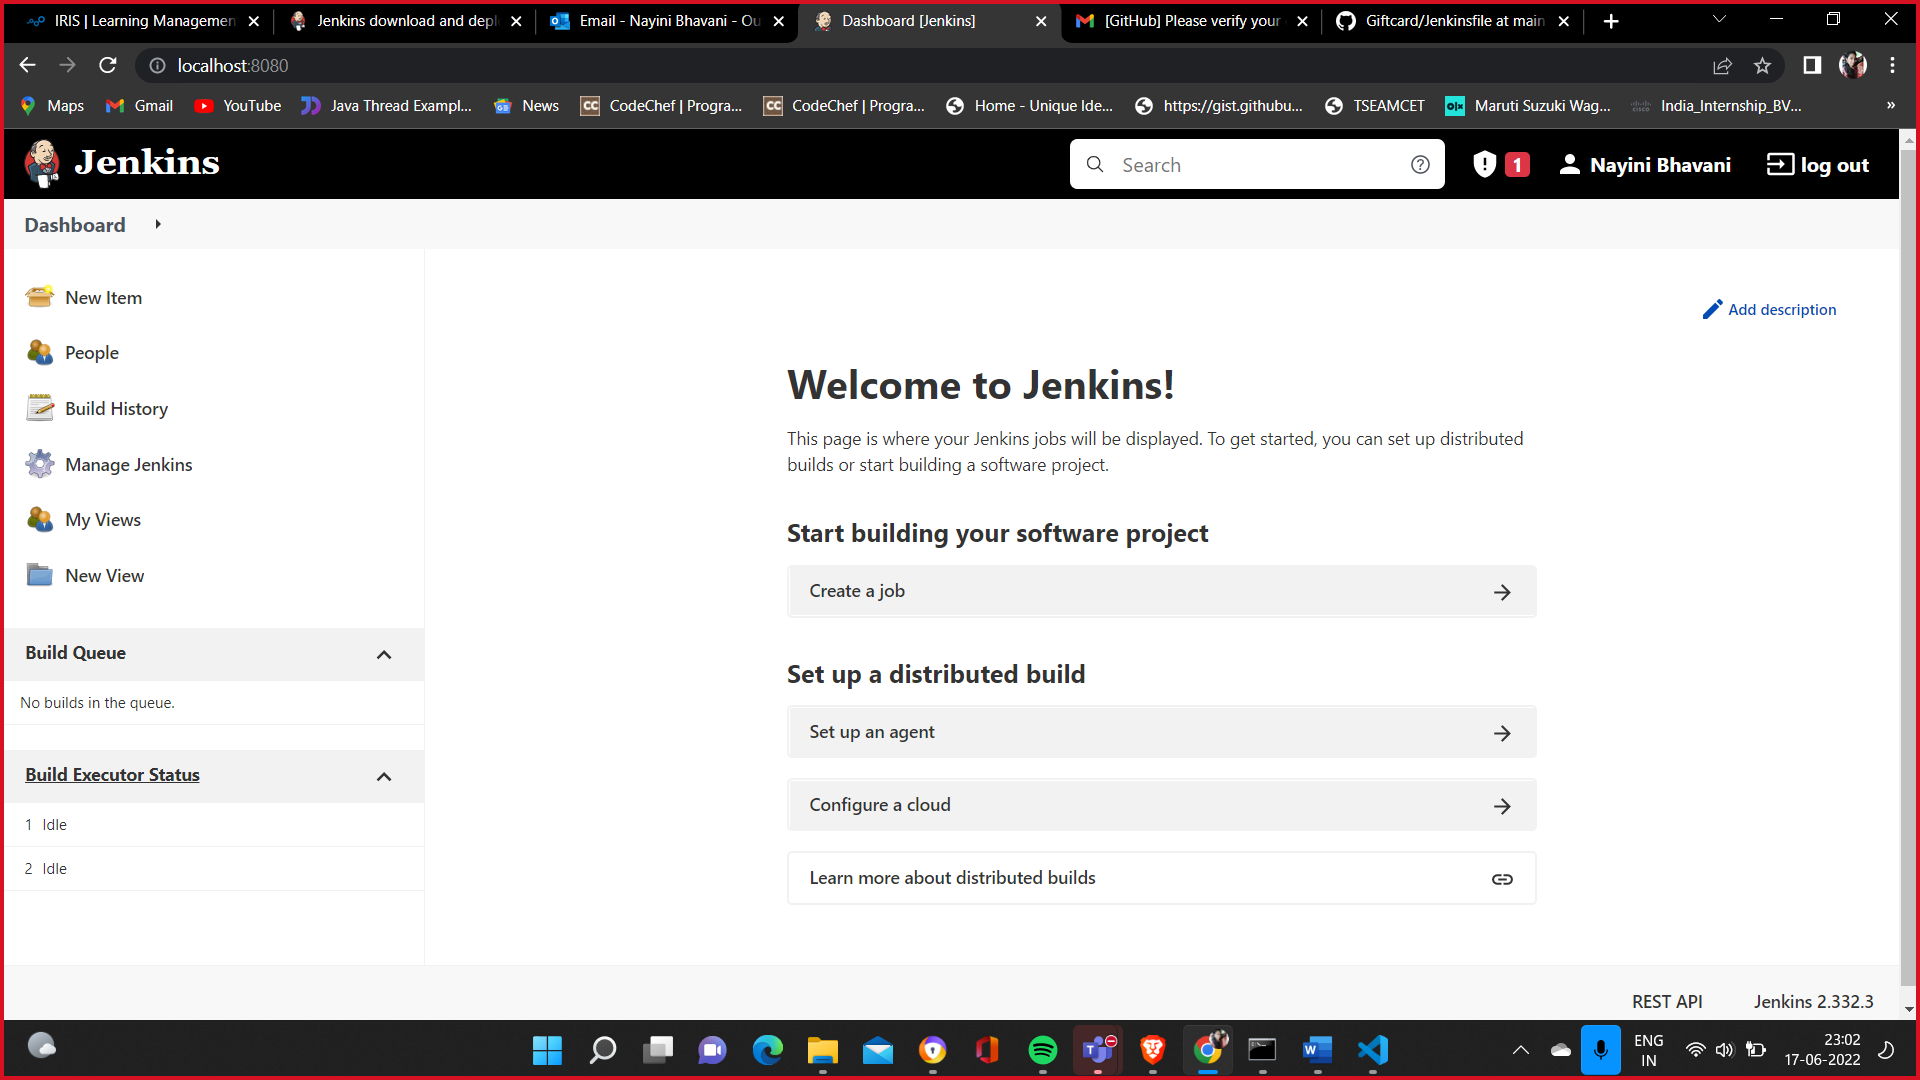 IRIS | Learning Managemen
Jenkins download and depl
Email - Nayini Bhavani - Ou
Dashboard [Jenkins]
[GitHub] Please verify your
Giftcard/Jenkinsfile at main
localhost:8080
Maps
Gmail
YouTube
Java Thread Exampl...
News
CC
CodeChef | Progra...
CC
CodeChef | Progra...
Home - Unique Ide...
https://gist.githubu...
TSEAMCET
olx
Maruti Suzuki Wag...
India_Internship_BV...
»
Jenkins
Search
1
Nayini Bhavani
log out
Dashboard
New Item
People
Build History
Manage Jenkins
My Views
New View
Build Queue
No builds in the queue.
Build Executor Status
1 Idle
2 Idle
Add description
Welcome to Jenkins!
This page is where your Jenkins jobs will be displayed. To get started, you can set up distributed
builds or start building a software project.
Start building your software project
Create a job
Set up a distributed build
Set up an agent
Configure a cloud
Learn more about distributed builds
REST API
Jenkins 2.332.3
ENG
IN
23:02
17-06-2022